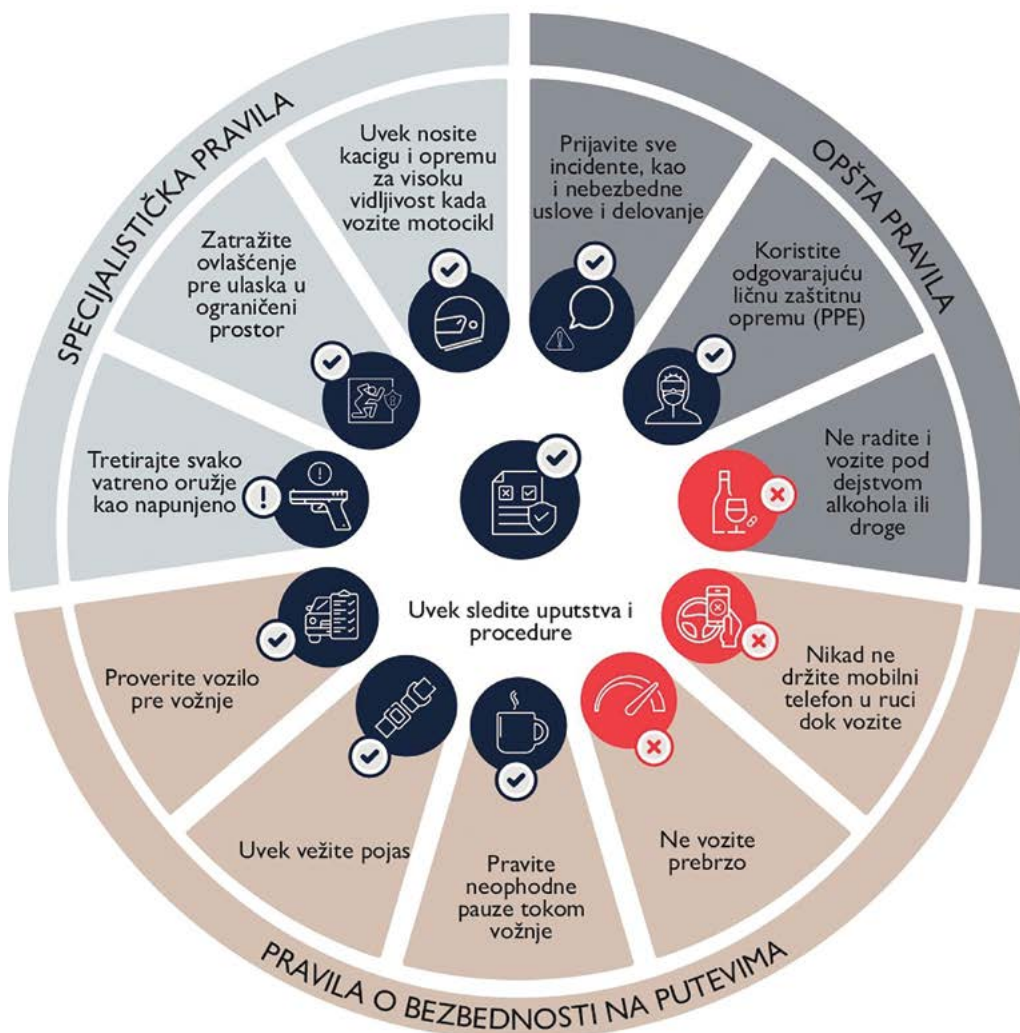 SPECIJALISTIČKA PRAVILA
Uvek nosite
kacigu i opremu
za visoku
vidljivost kada
vozite motocikl
Zatražite
ovlašćenje
pre ulaska u
ograničeni
prostor
Tretirajte svako
vatreno oružje
kao napunjeno
OPŠTA PRAVILA
Prijavite sve
incidente, kao
i nebezbedne
uslove i delovanje
Koristite
odgovarajuću
ličnu zaštitnu
opremu (PPE)
Ne radite i
vozite pod
dejstvom
alkohola ili
droge
Uvek sledite uputstva i
procedure
Nikad ne
držite mobilni
telefon u ruci
dok vozite
Ne vozite
prebrzo
Pravite
neophodne
pauze tokom
vožnje
Uvek vežite pojas
Proverite vozilo
pre vožnje
PRAVILA O BEZBEDNOSTI NA PUTEVIMA